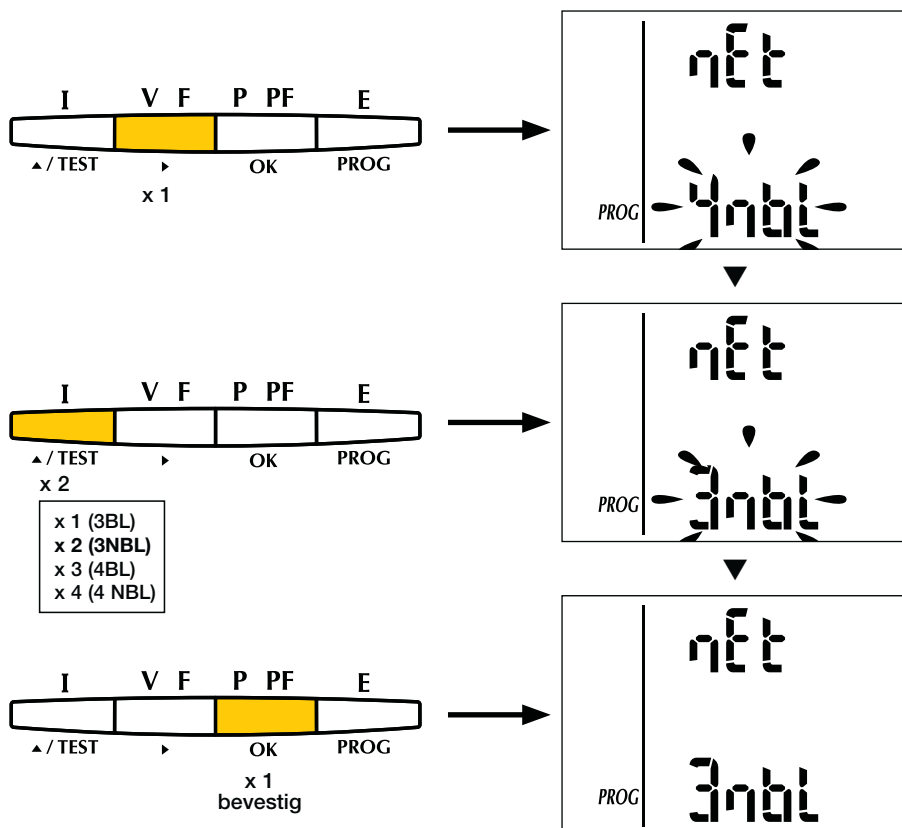 I V F P PF E
▲ / TEST ▶ OK PROG
x 1
nEt
PROG 4nbL
▼
I V F P PF E
▲ / TEST ▶ OK PROG
x 2
x 1 (3BL)
x 2 (3NBL)
x 3 (4BL)
x 4 (4 NBL)
nEt
PROG 3nbL
▼
I V F P PF E
▲ / TEST ▶ OK PROG
x 1
bevestig
nEt
PROG 3nbL